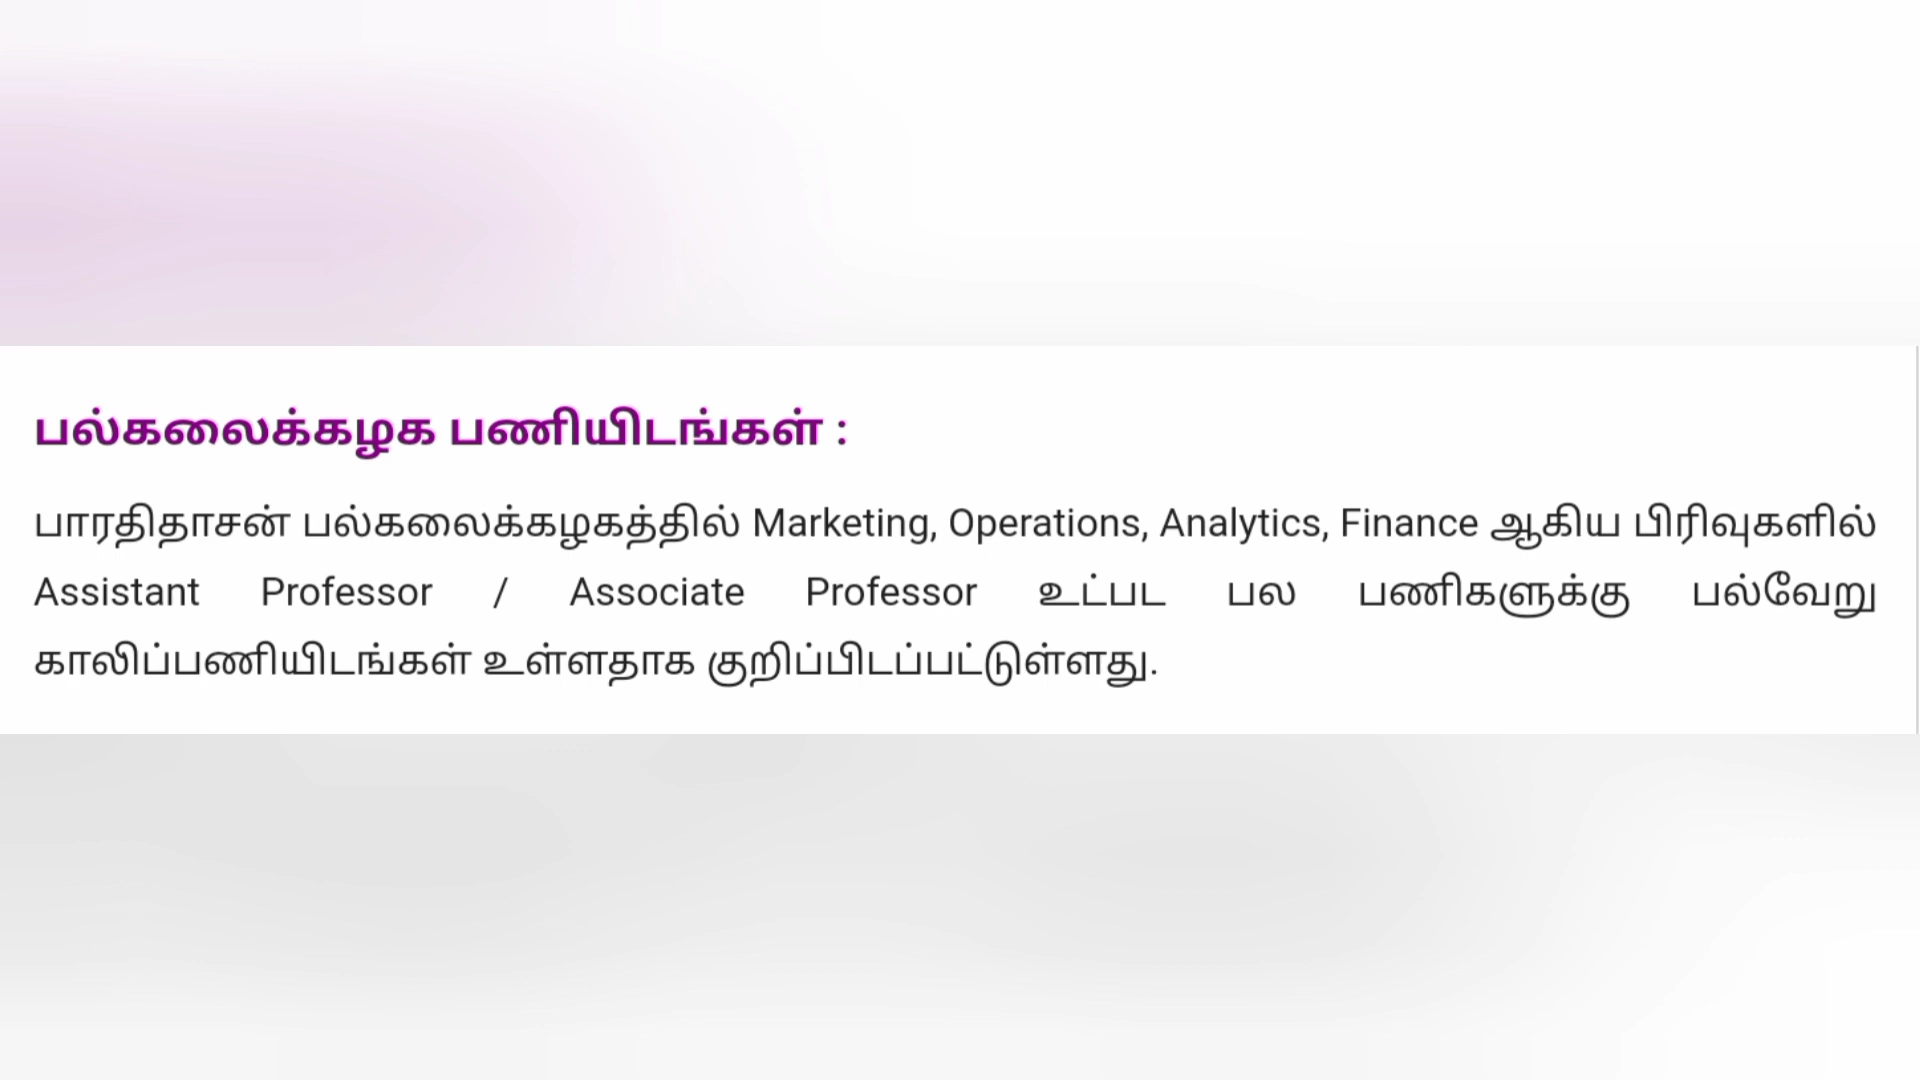 பல்கலைக்கழக பணியிடங்கள் :
பாரதிதாசன் பல்கலைக்கழகத்தில் Marketing, Operations, Analytics, Finance ஆகிய பிரிவுகளில்
Assistant Professor / Associate Professor உட்பட பல பணிகளுக்கு பல்வேறு
காலிப்பணியிடங்கள் உள்ளதாக குறிப்பிடப்பட்டுள்ளது.